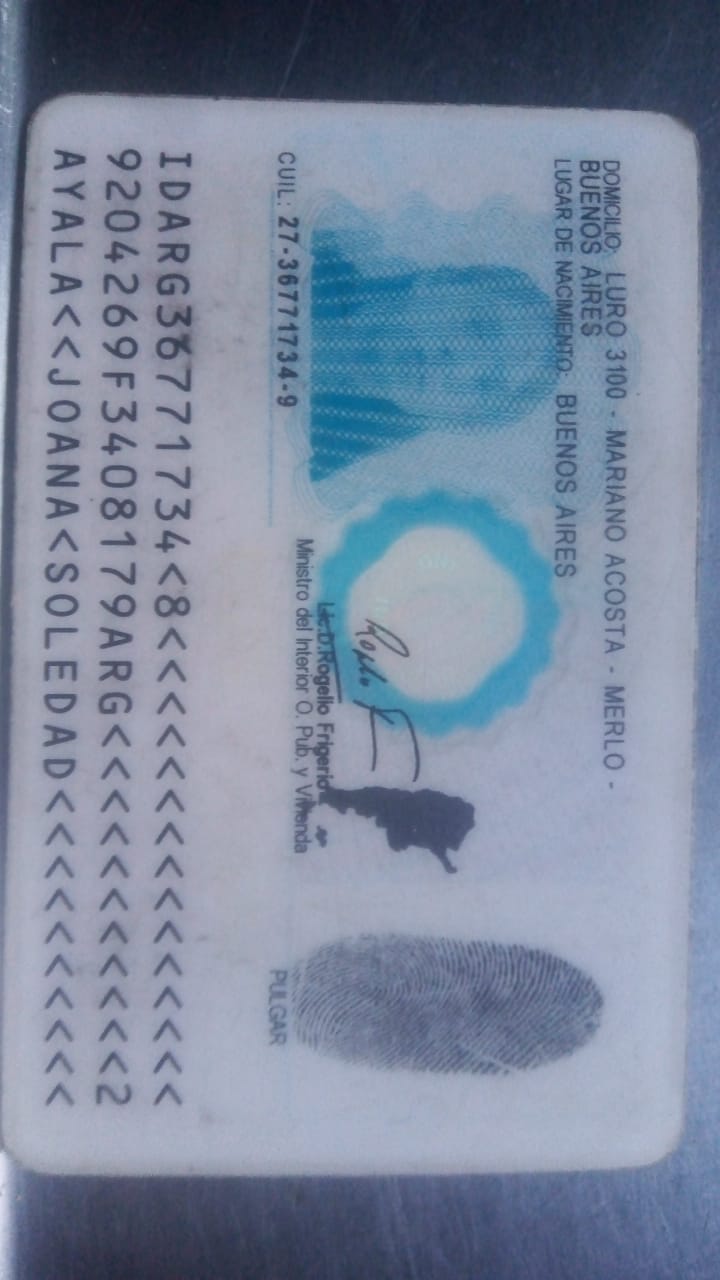 DOMICILIO: LURO 3100 - MARIANO ACOSTA - MERLO -
BUENOS AIRES
LUGAR DE NACIMIENTO: BUENOS AIRES
Lic.D.Rogelio Frigerio
Ministro del Interior O. Pub. y Vivienda
CUIL: 27-36771734-9
PULGAR
IDARG36771734<8<<<<<<<<<<<<<<<
9204269F3408179ARG<<<<<<<<<<<2
AYALA<<JOANA<SOLEDAD<<<<<<<<<<